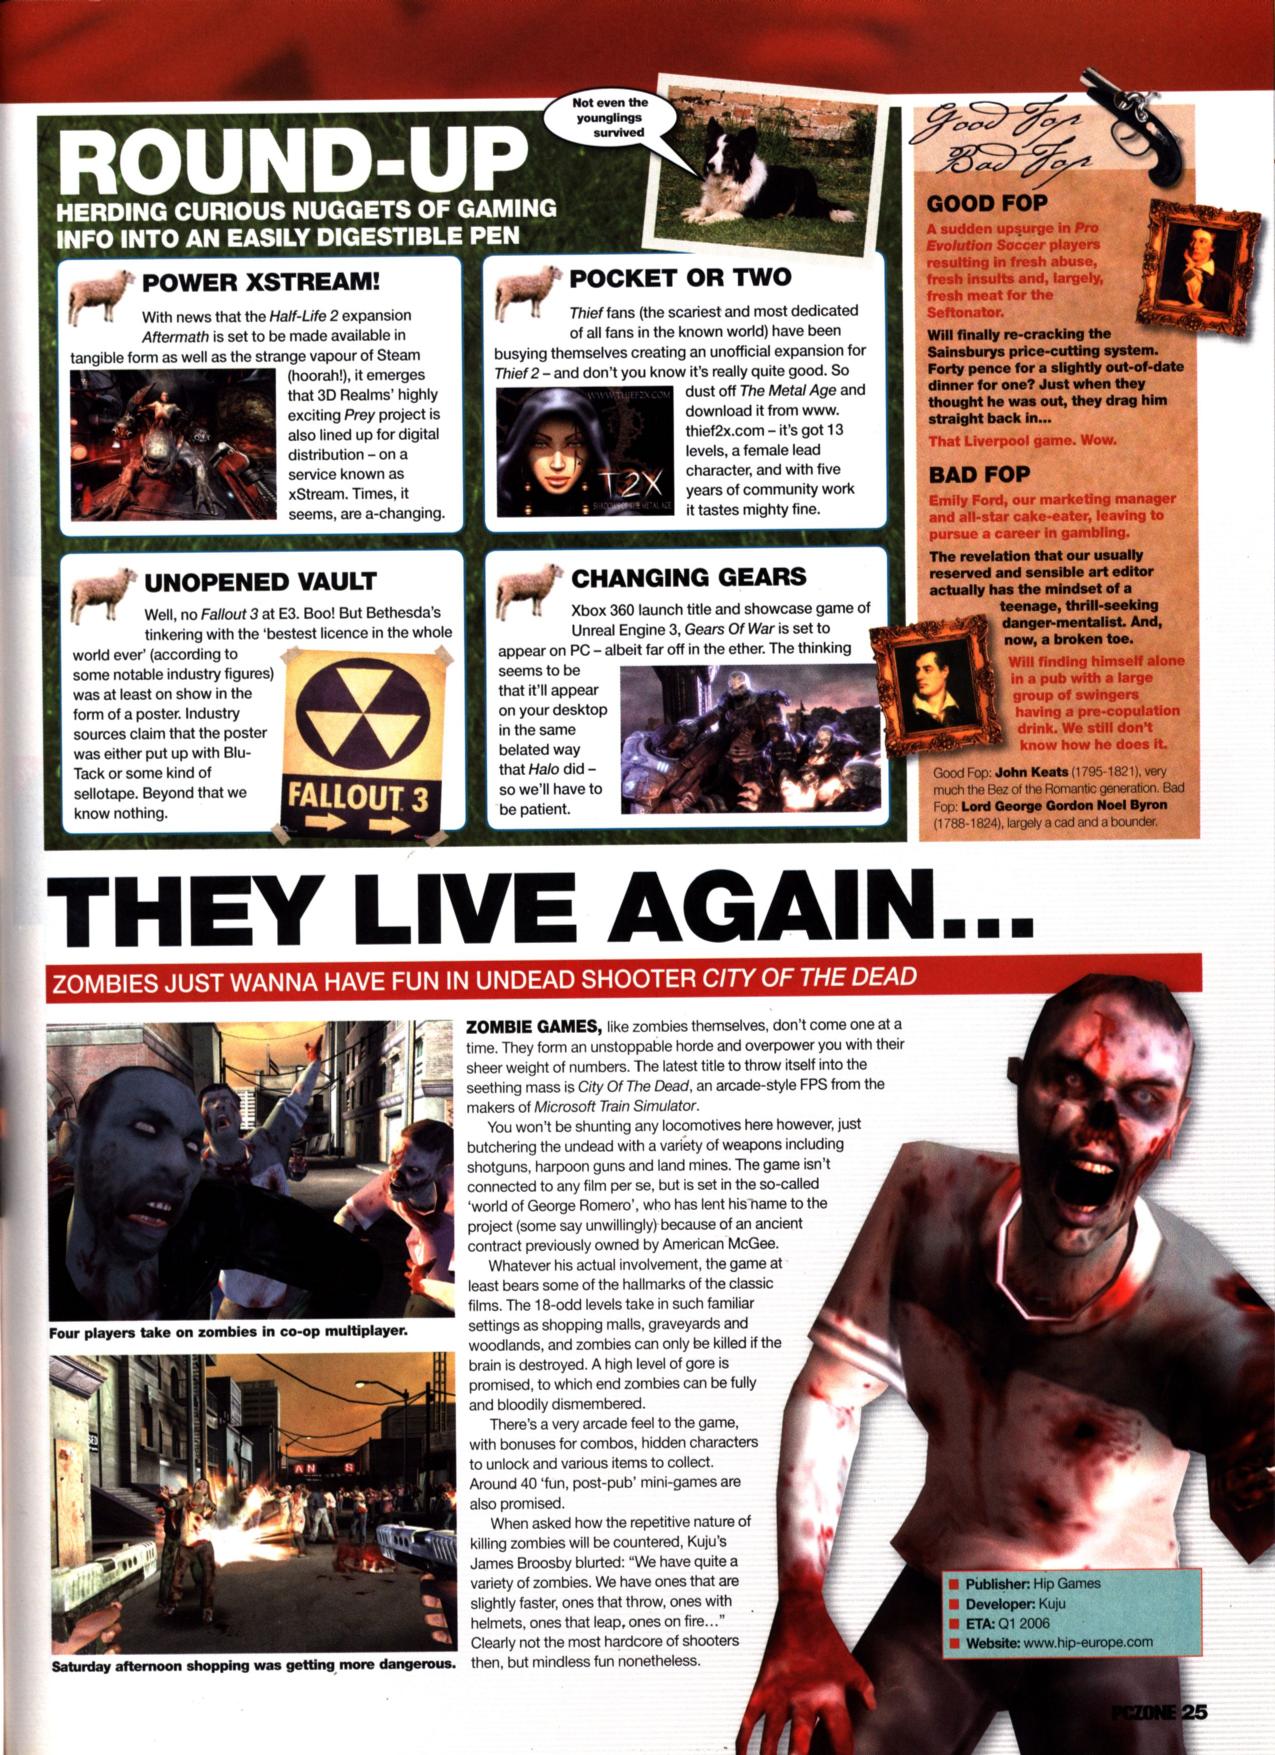 Not even the
younglings
survived
ROUND-UP
HERDING CURIOUS NUGGETS OF GAMING
INFO INTO AN EASILY DIGESTIBLE PEN
POWER XSTREAM!
With news that the Half-Life 2 expansion
Aftermath is set to be made available in
tangible form as well as the strange vapour of Steam
(hoorah!), it emerges
that 3D Realms' highly
exciting Prey project is
also lined up for digital
distribution – on a
service known as
xStream. Times, it
seems, are a-changing.
POCKET OR TWO
Thief fans (the scariest and most dedicated
of all fans in the known world) have been
busying themselves creating an unofficial expansion for
Thief 2 – and don't you know it's really quite good. So
dust off The Metal Age and
download it from www.
thief2x.com – it's got 13
levels, a female lead
character, and with five
years of community work
it tastes mighty fine.
WWW.THIEF2X.COM
T2X
SHADOWS OF THE METAL AGE
UNOPENED VAULT
Well, no Fallout 3 at E3. Boo! But Bethesda's
tinkering with the 'bestest licence in the whole
world ever' (according to
some notable industry figures)
was at least on show in the
form of a poster. Industry
sources claim that the poster
was either put up with Blu-
Tack or some kind of
sellotape. Beyond that we
know nothing.
FALLOUT 3
CHANGING GEARS
Xbox 360 launch title and showcase game of
Unreal Engine 3, Gears Of War is set to
appear on PC – albeit far off in the ether. The thinking
seems to be
that it'll appear
on your desktop
in the same
belated way
that Halo did –
so we'll have to
be patient.
Good Fop
Bad Fop
GOOD FOP
A sudden upsurge in Pro
Evolution Soccer players
resulting in fresh abuse,
fresh insults and, largely,
fresh meat for the
Seftonator.
Will finally re-cracking the
Sainsburys price-cutting system.
Forty pence for a slightly out-of-date
dinner for one? Just when they
thought he was out, they drag him
straight back in...
That Liverpool game. Wow.
BAD FOP
Emily Ford, our marketing manager
and all-star cake-eater, leaving to
pursue a career in gambling.
The revelation that our usually
reserved and sensible art editor
actually has the mindset of a
teenage, thrill-seeking
danger-mentalist. And,
now, a broken toe.
Will finding himself alone
in a pub with a large
group of swingers
having a pre-copulation
drink. We still don't
know how he does it.
Good Fop: John Keats (1795-1821), very
much the Bez of the Romantic generation. Bad
Fop: Lord George Gordon Noel Byron
(1788-1824), largely a cad and a bounder.
THEY LIVE AGAIN...
ZOMBIES JUST WANNA HAVE FUN IN UNDEAD SHOOTER CITY OF THE DEAD
Four players take on zombies in co-op multiplayer.
Saturday afternoon shopping was getting more dangerous.
ZOMBIE GAMES, like zombies themselves, don't come one at a
time. They form an unstoppable horde and overpower you with their
sheer weight of numbers. The latest title to throw itself into the
seething mass is City Of The Dead, an arcade-style FPS from the
makers of Microsoft Train Simulator.
You won't be shunting any locomotives here however, just
butchering the undead with a variety of weapons including
shotguns, harpoon guns and land mines. The game isn't
connected to any film per se, but is set in the so-called
'world of George Romero', who has lent his name to the
project (some say unwillingly) because of an ancient
contract previously owned by American McGee.
Whatever his actual involvement, the game at
least bears some of the hallmarks of the classic
films. The 18-odd levels take in such familiar
settings as shopping malls, graveyards and
woodlands, and zombies can only be killed if the
brain is destroyed. A high level of gore is
promised, to which end zombies can be fully
and bloodily dismembered.
There's a very arcade feel to the game,
with bonuses for combos, hidden characters
to unlock and various items to collect.
Around 40 'fun, post-pub' mini-games are
also promised.
When asked how the repetitive nature of
killing zombies will be countered, Kuju's
James Broosby blurted: "We have quite a
variety of zombies. We have ones that are
slightly faster, ones that throw, ones with
helmets, ones that leap, ones on fire..."
Clearly not the most hardcore of shooters
then, but mindless fun nonetheless.
Publisher: Hip Games
Developer: Kuju
ETA: Q1 2006
Website: www.hip-europe.com
PCZONE 25